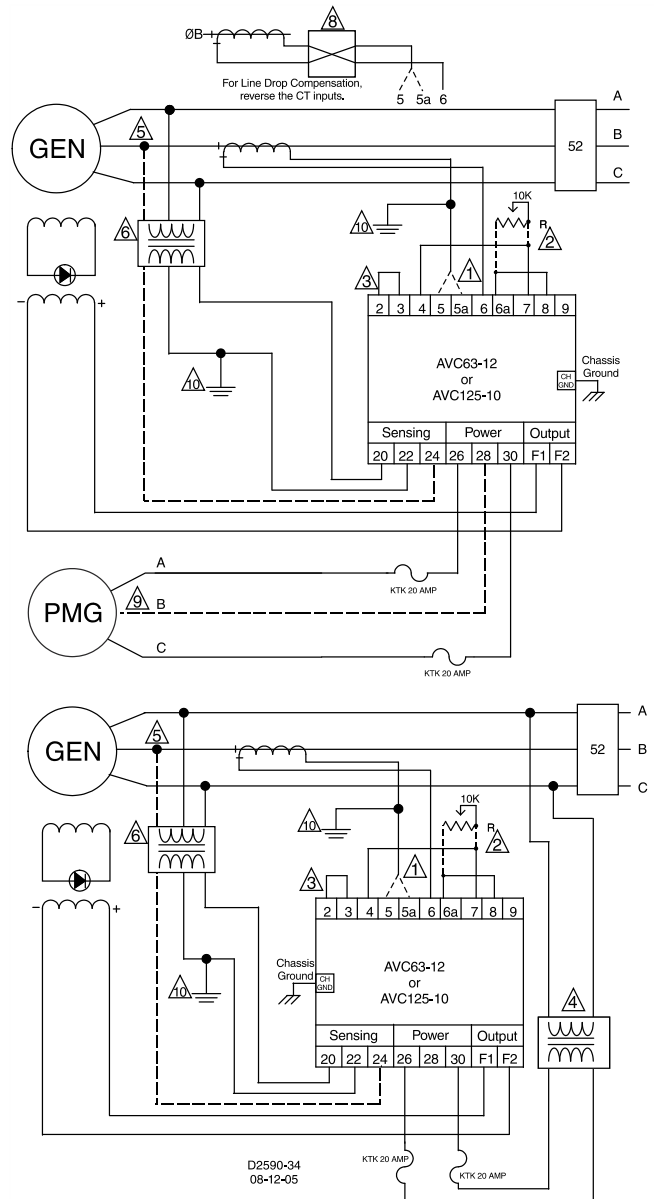 8
ØB
For Line Drop Compensation,
reverse the CT inputs.
5 5a 6
A
GEN
5
B
52
C
10K
6
10
R
2
3
1
2 3 4 5 5a 6 6a 7 8 9
AVC63-12
or
AVC125-10
Chassis
Ground
CH
GND
10
Sensing Power Output
20 22 24 26 28 30 F1 F2
− +
A
KTK 20 AMP
PMG
9
B
C
KTK 20 AMP
A
GEN
5
B
52
C
10K
6
10
R
2
3
1
2 3 4 5 5a 6 6a 7 8 9
Chassis
Ground
CH
GND
AVC63-12
or
AVC125-10
10
4
Sensing Power Output
20 22 24 26 28 30 F1 F2
− +
D2590-34
08-12-05
KTK 20 AMP
KTK 20 AMP